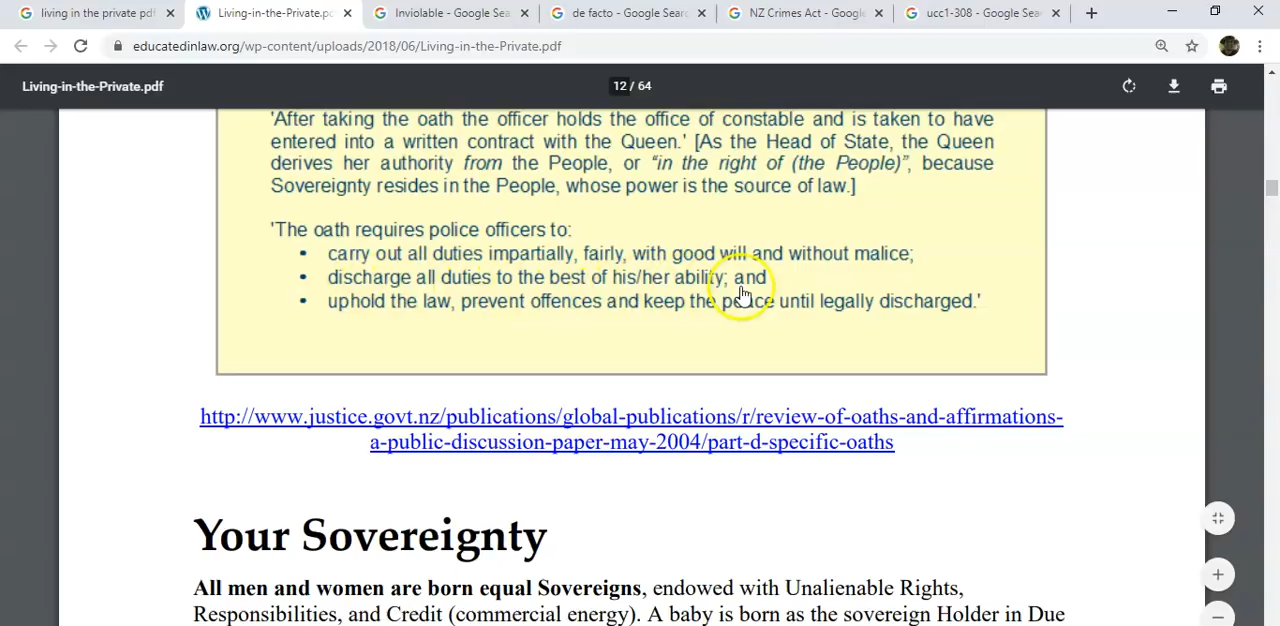 living in the private pdf
Living-in-the-Private.pd
Inviolable - Google Sea
de facto - Google Sear
NZ Crimes Act - Google
ucc1-308 - Google Sea
educatedinlaw.org/wp-content/uploads/2018/06/Living-in-the-Private.pdf
Living-in-the-Private.pdf
12 / 64
'After taking the oath the officer holds the office of constable and is taken to have
entered into a written contract with the Queen.' [As the Head of State, the Queen
derives her authority from the People, or “in the right of (the People)”, because
Sovereignty resides in the People, whose power is the source of law.]
'The oath requires police officers to:
• carry out all duties impartially, fairly, with good will and without malice;
• discharge all duties to the best of his/her ability; and
• uphold the law, prevent offences and keep the peace until legally discharged.'
http://www.justice.govt.nz/publications/global-publications/r/review-of-oaths-and-affirmations-
a-public-discussion-paper-may-2004/part-d-specific-oaths
Your Sovereignty
All men and women are born equal Sovereigns, endowed with Unalienable Rights,
Responsibilities, and Credit (commercial energy). A baby is born as the sovereign Holder in Due